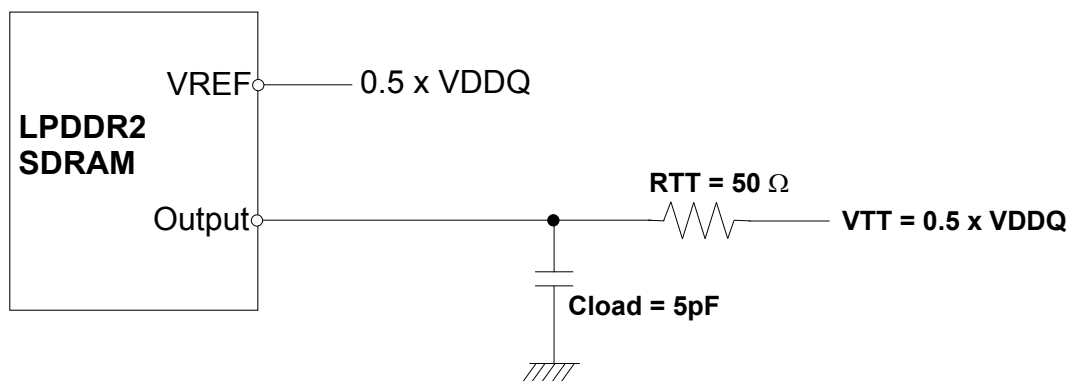 VREF
0.5 x VDDQ
LPDDR2
SDRAM
RTT = 50 Ω
Output
VTT = 0.5 x VDDQ
Cload = 5pF